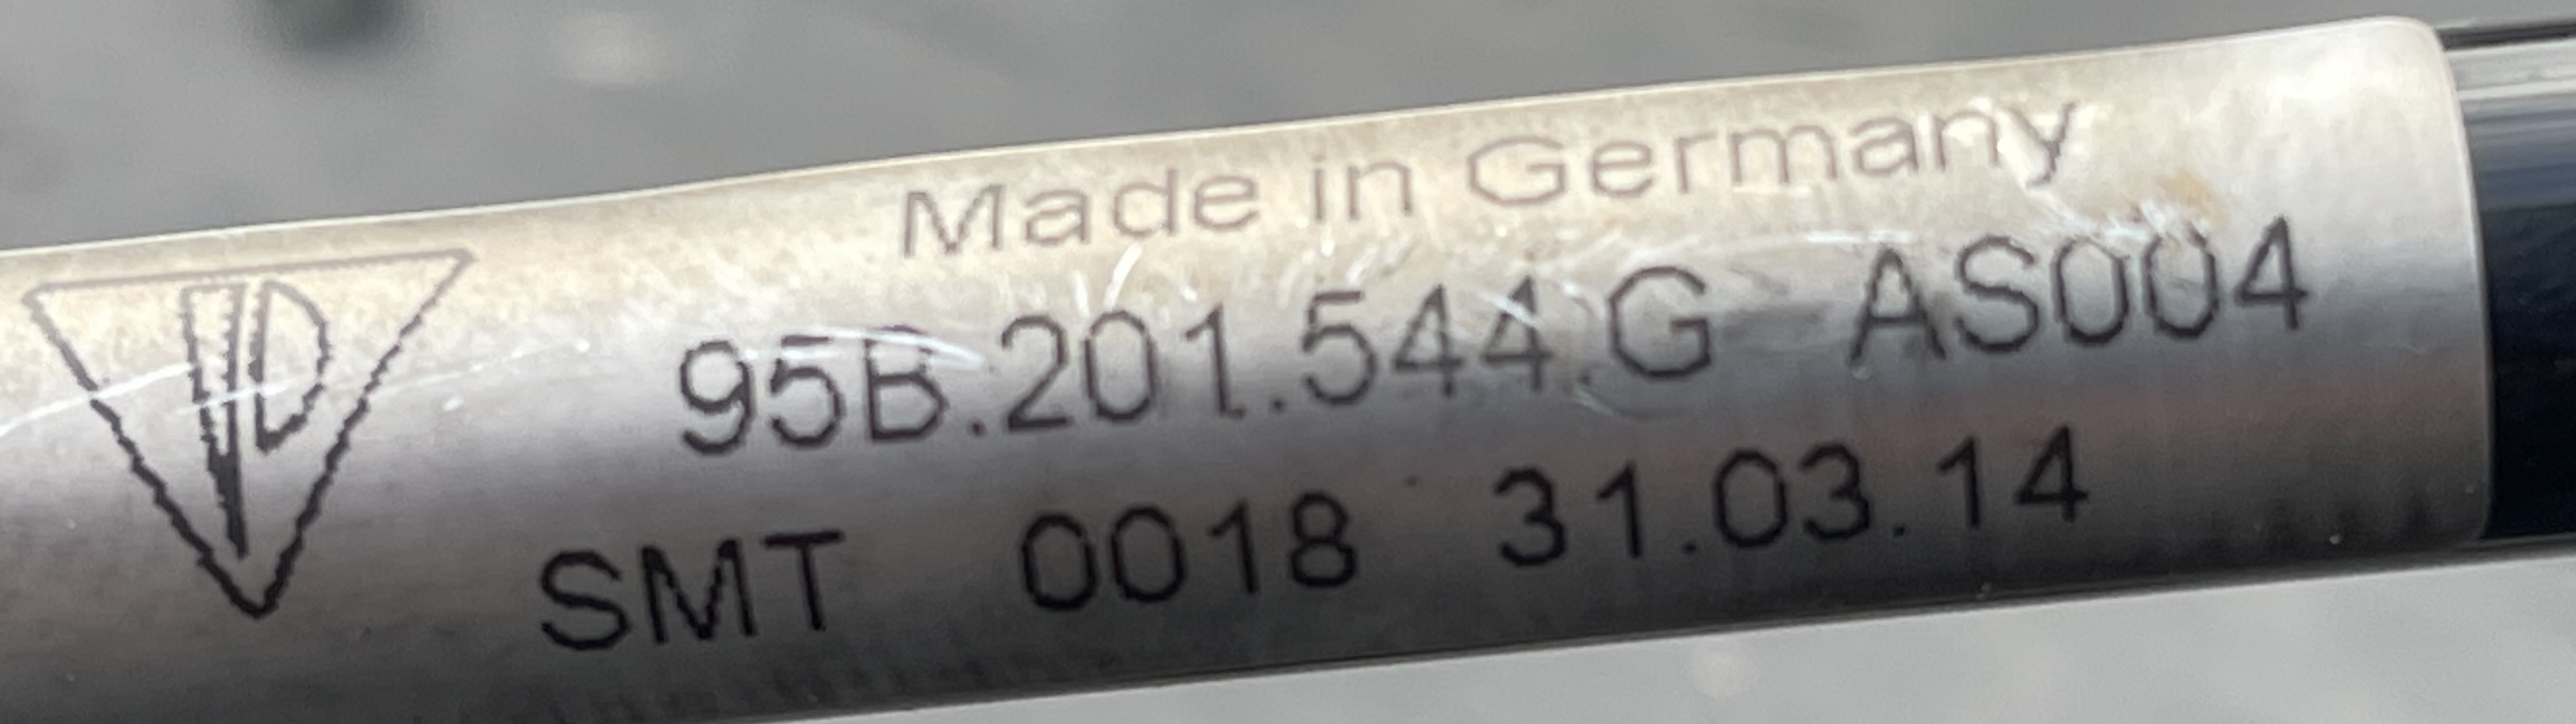 Made in Germany
95B.201.544.G AS004
SMT 0018 31.03.14